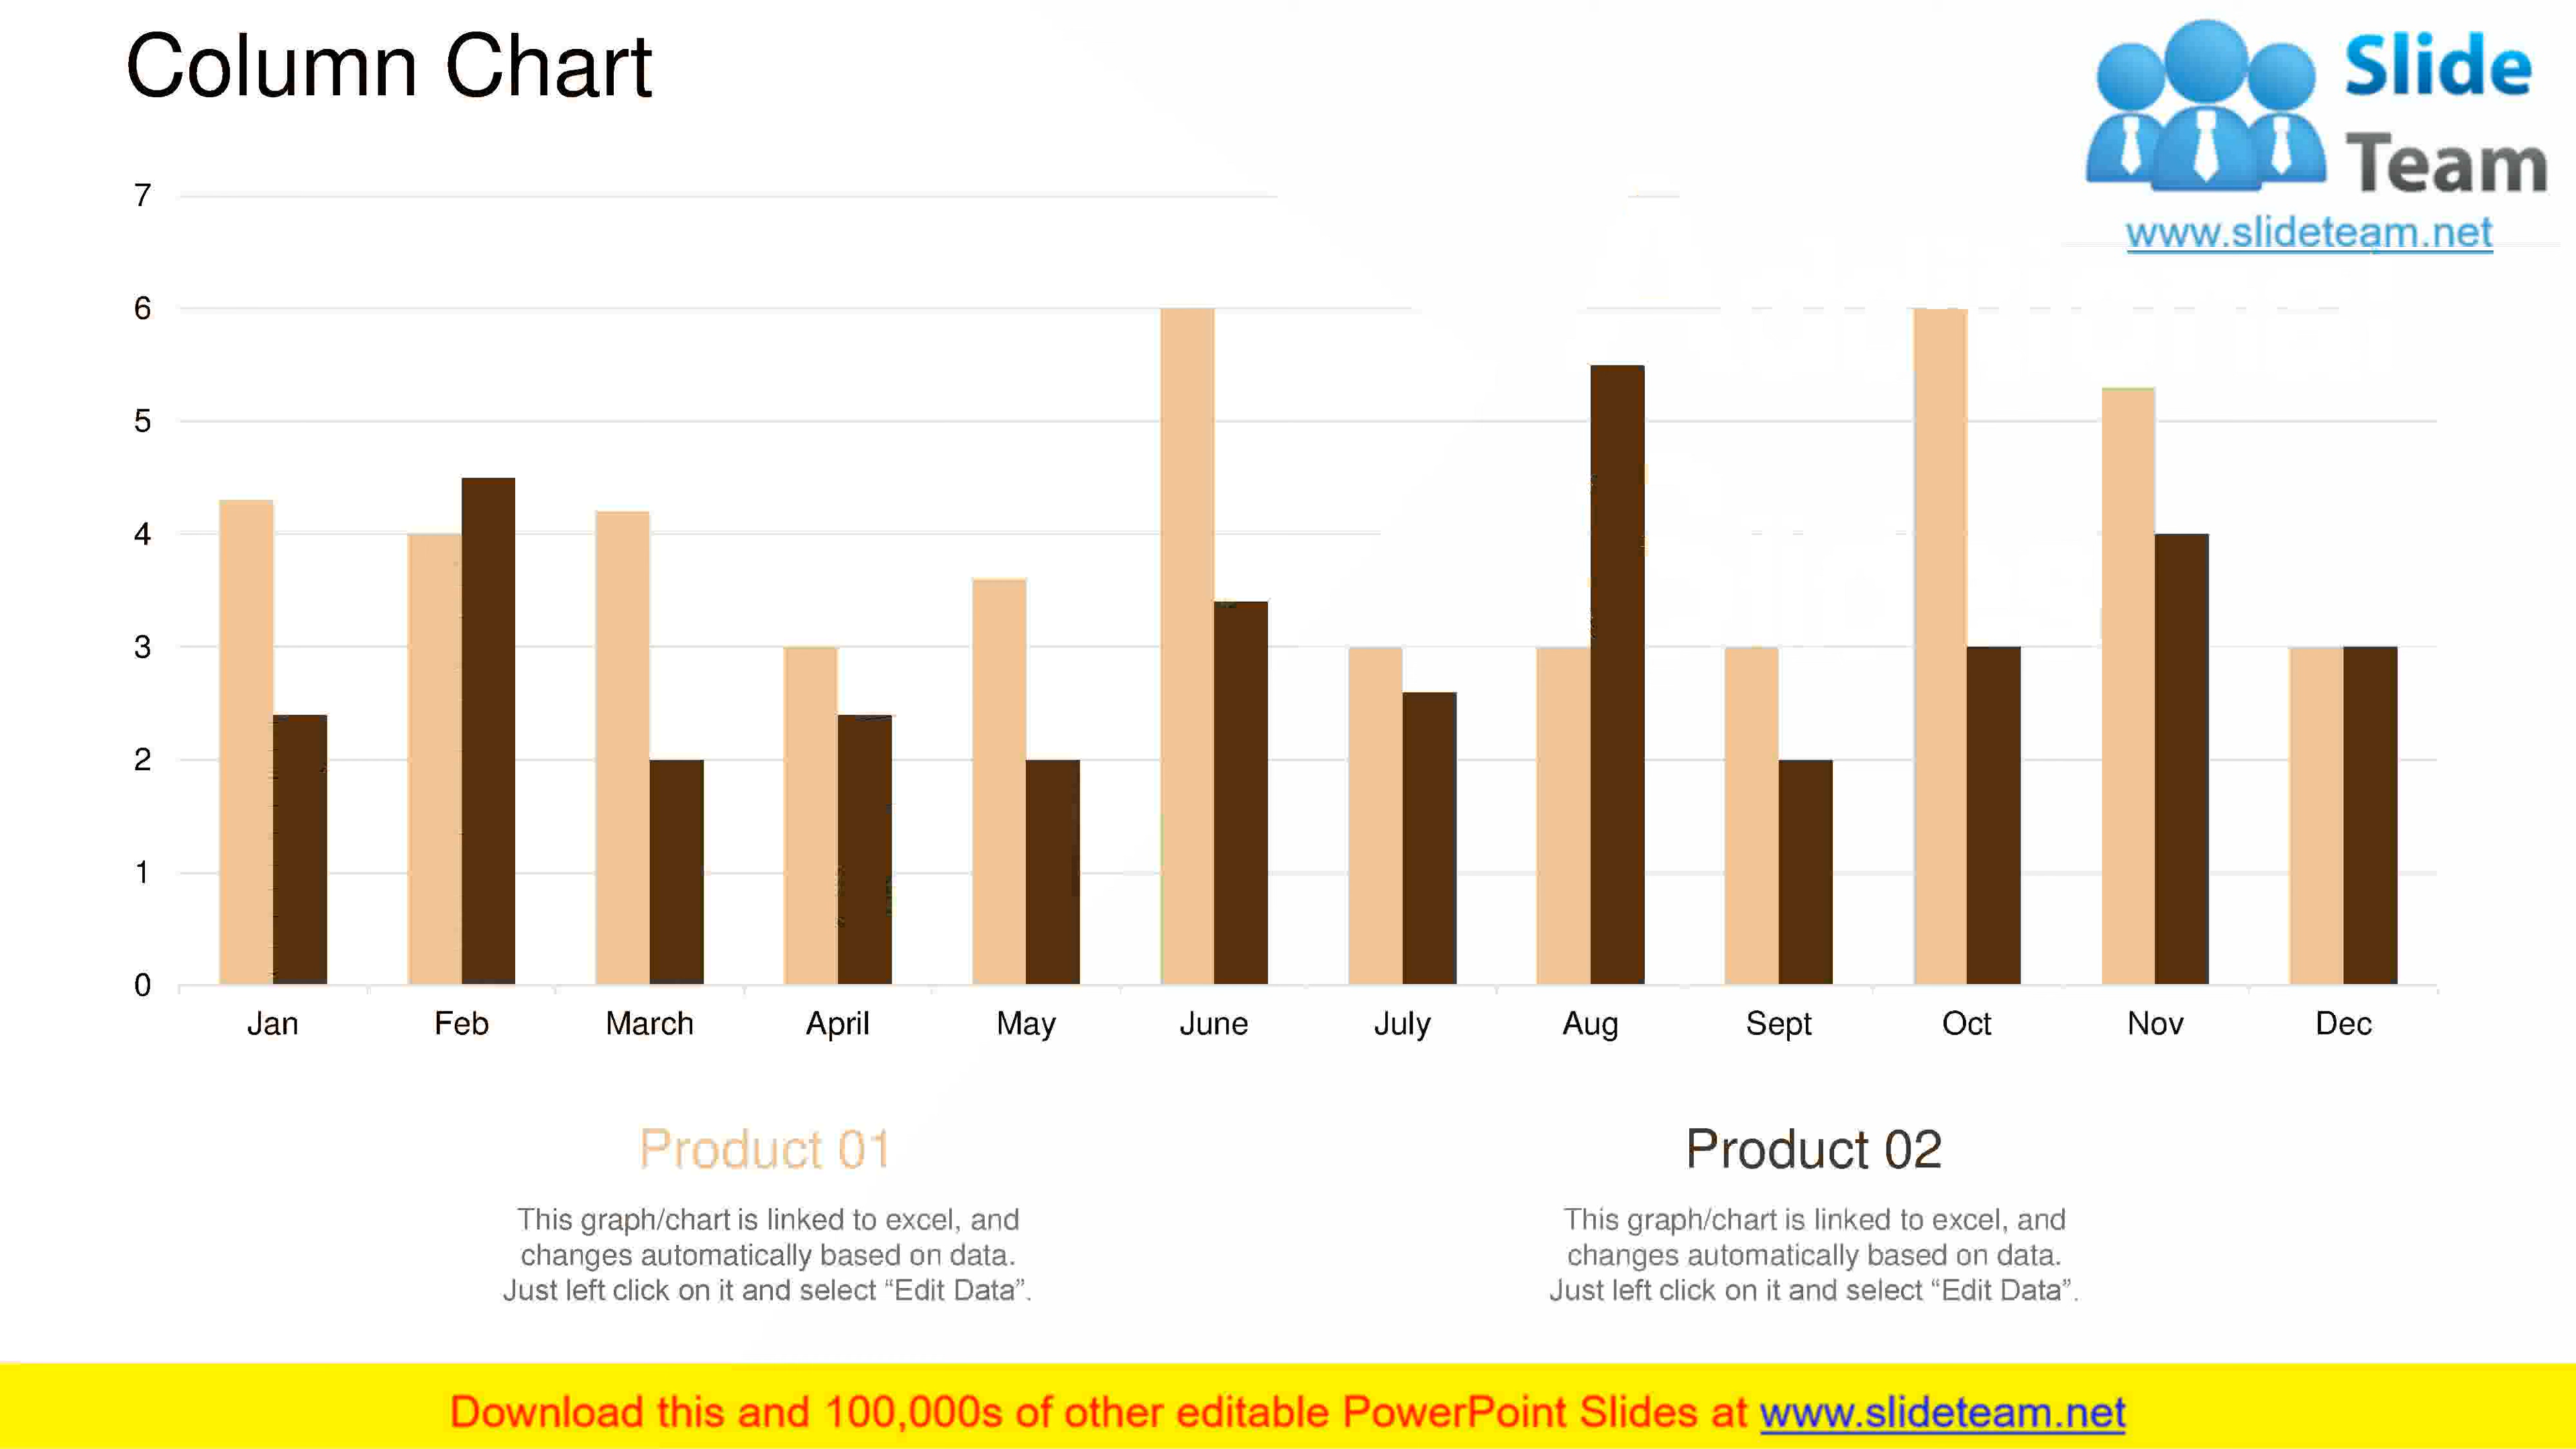 Column Chart
Slide
Team
www.slideteam.net
7
6
5
4
3
2
1
0
Jan Feb March April May June July Aug Sept Oct Nov Dec
Product 01
This graph/chart is linked to excel, and
changes automatically based on data.
Just left click on it and select “Edit Data”.
Product 02
This graph/chart is linked to excel, and
changes automatically based on data.
Just left click on it and select “Edit Data”.
Download this and 100,000s of other editable PowerPoint Slides at www.slideteam.net